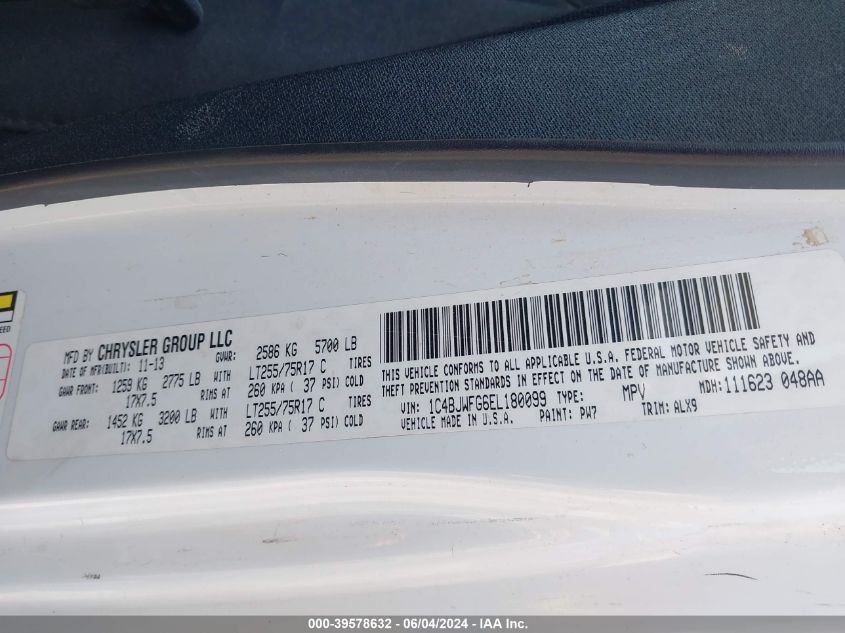 MFD BY CHRYSLER GROUP LLC
DATE OF MFR(BUILT): 11-13 GVWR: 2586 KG 5700 LB
GAWR FRONT: 1259 KG 2775 LB WITH LT255/75R17 C TIRES
17X7.5 RIMS AT 260 KPA ( 37 PSI) COLD
GAWR REAR: 1452 KG 3200 LB WITH LT255/75R17 C TIRES
17X7.5 RIMS AT 260 KPA ( 37 PSI) COLD
THIS VEHICLE CONFORMS TO ALL APPLICABLE U.S.A. FEDERAL MOTOR VEHICLE SAFETY AND
THEFT PREVENTION STANDARDS IN EFFECT ON THE DATE OF MANUFACTURE SHOWN ABOVE.
VIN: 1C4BJWFG6EL180099 TYPE: MPV MDH: 111623 048AA
VEHICLE MADE IN U.S.A. PAINT: PW7 TRIM: ALX9
EED
000-39578632 - 06/04/2024 - IAA Inc.